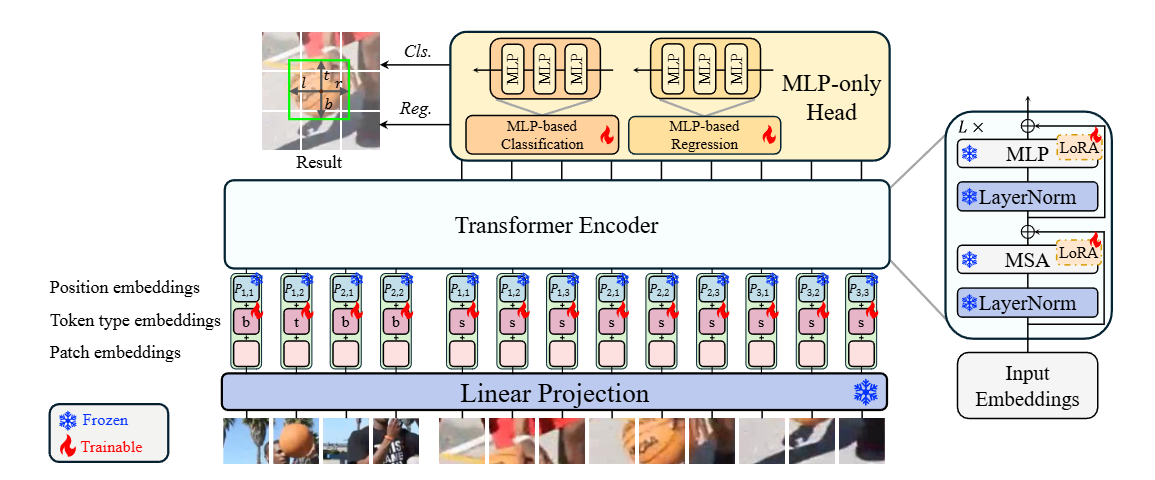 Cls.
Reg.
t
l
r
b
Result
MLP
MLP
MLP
MLP
MLP
MLP
MLP-only
Head
MLP-based
Classification
MLP-based
Regression
Transformer Encoder
L ×
MLP
LoRA
LayerNorm
MSA
LoRA
LayerNorm
Input
Embeddings
Position embeddings
P1,1 P1,2 P2,1 P2,2 P1,1 P1,2 P1,3 P2,1 P2,2 P2,3 P3,1 P3,2 P3,3
+ + + + + + + + + + + + +
Token type embeddings
b t b b s s s s s s s s s
+ + + + + + + + + + + + +
Patch embeddings
Linear Projection
Frozen
Trainable